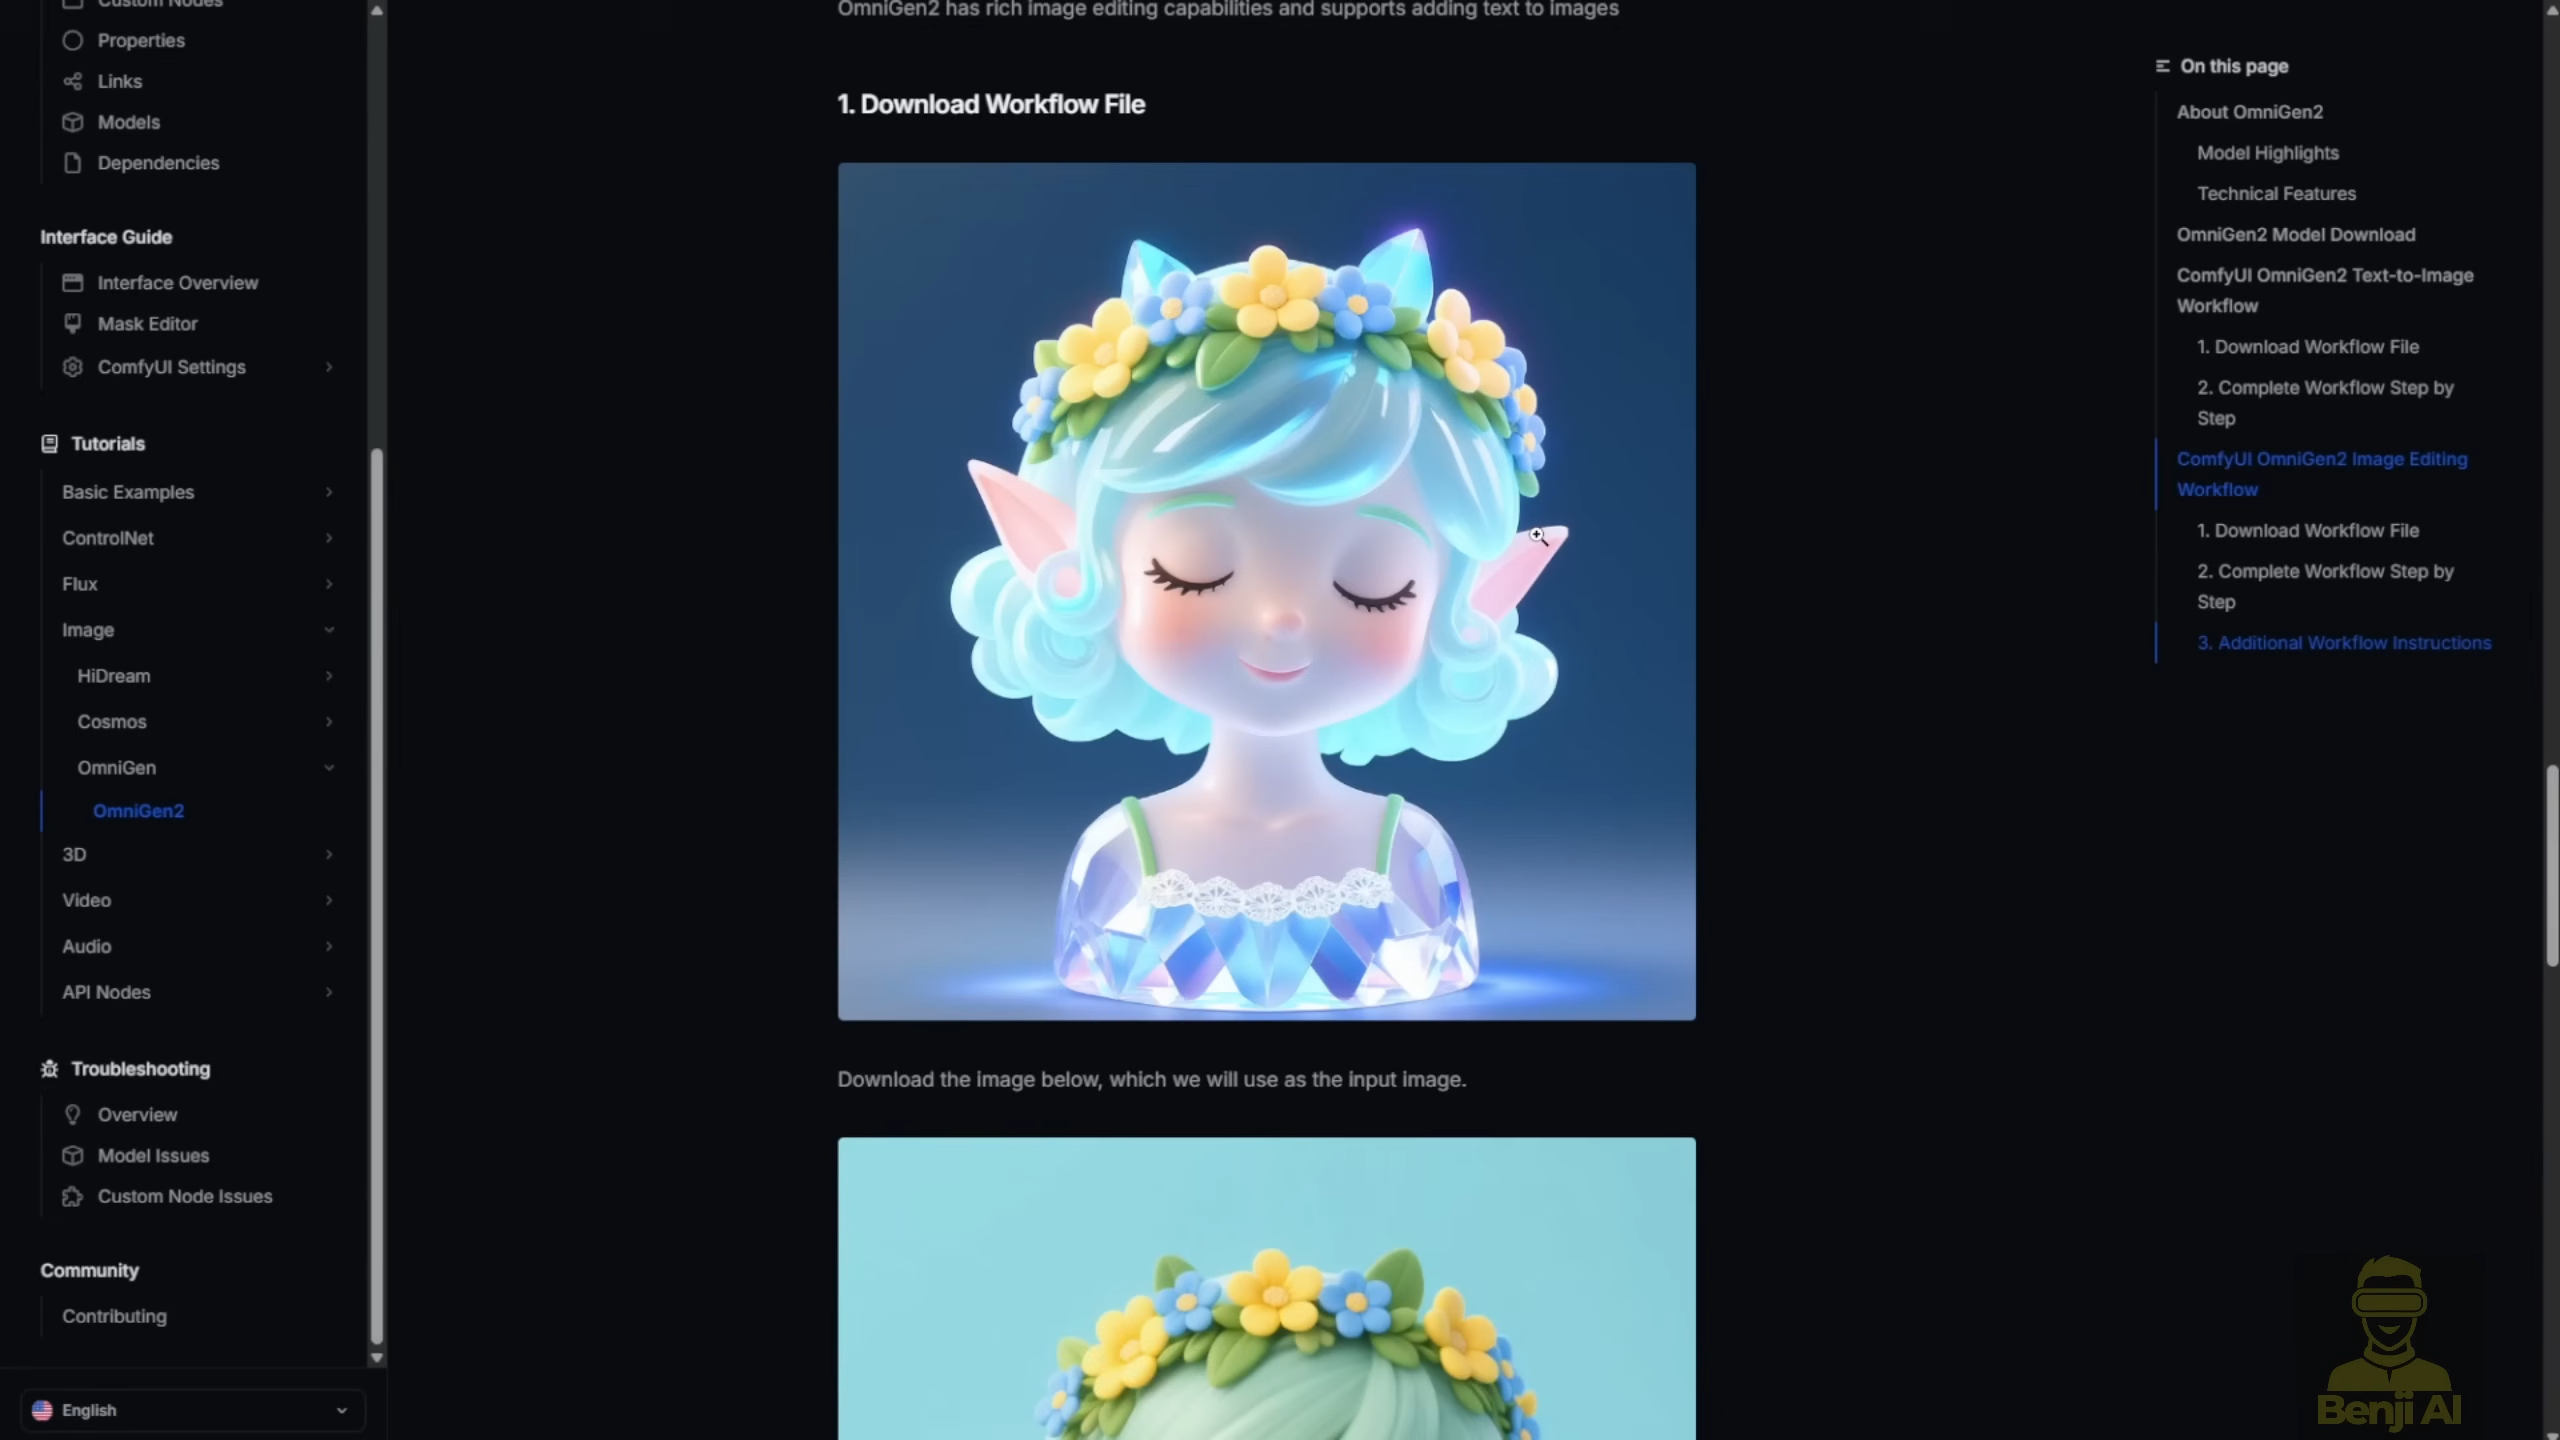 Custom Nodes
Properties
Links
Models
Dependencies
Interface Guide
Interface Overview
Mask Editor
ComfyUI Settings
Tutorials
Basic Examples
ControlNet
Flux
Image
HiDream
Cosmos
OmniGen
OmniGen2
3D
Video
Audio
API Nodes
Troubleshooting
Overview
Model Issues
Custom Node Issues
Community
Contributing
English
OmniGen2 has rich image editing capabilities and supports adding text to images
1. Download Workflow File
Download the image below, which we will use as the input image.
On this page
About OmniGen2
Model Highlights
Technical Features
OmniGen2 Model Download
ComfyUI OmniGen2 Text-to-Image
Workflow
1. Download Workflow File
2. Complete Workflow Step by
Step
ComfyUI OmniGen2 Image Editing
Workflow
1. Download Workflow File
2. Complete Workflow Step by
Step
3. Additional Workflow Instructions
Benji AI